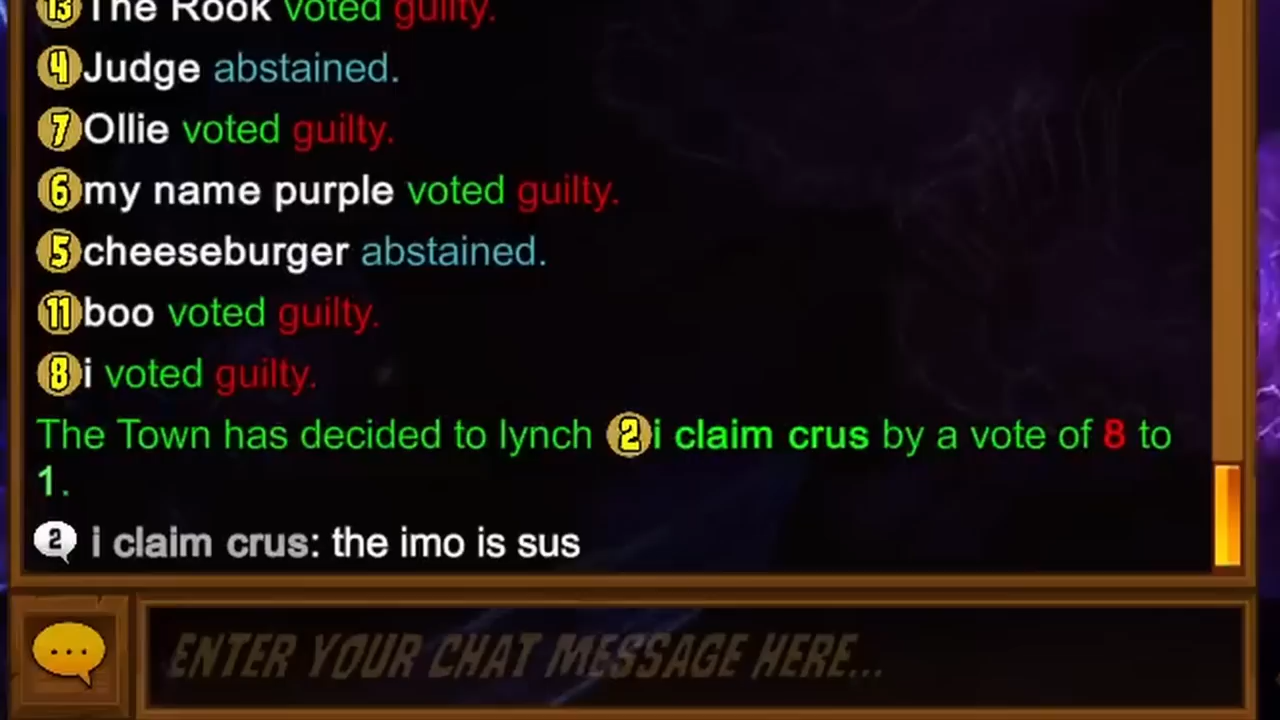 13 The Rook voted guilty.
4 Judge abstained.
7 Ollie voted guilty.
6 my name purple voted guilty.
5 cheeseburger abstained.
11 boo voted guilty.
8 i voted guilty.
The Town has decided to lynch 2 i claim crus by a vote of 8 to
1.
2 i claim crus: the imo is sus
ENTER YOUR CHAT MESSAGE HERE...